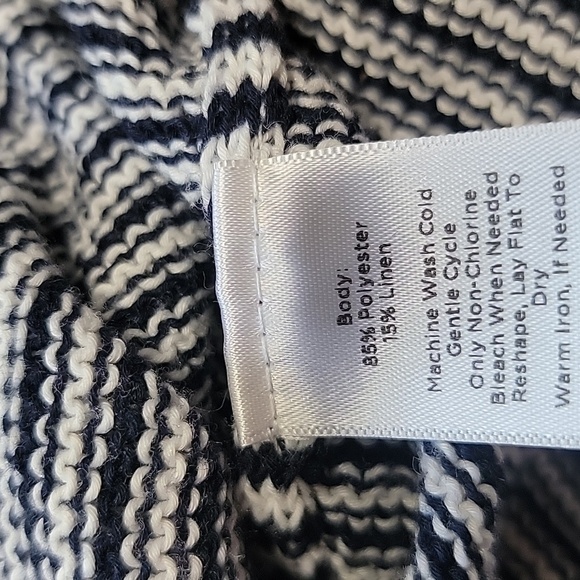 Body:
85% Polyester
15% Linen
Machine Wash Cold
Gentle Cycle
Only Non-Chlorine
Bleach When Needed
Reshape, Lay Flat To
Dry
Warm Iron, If Needed